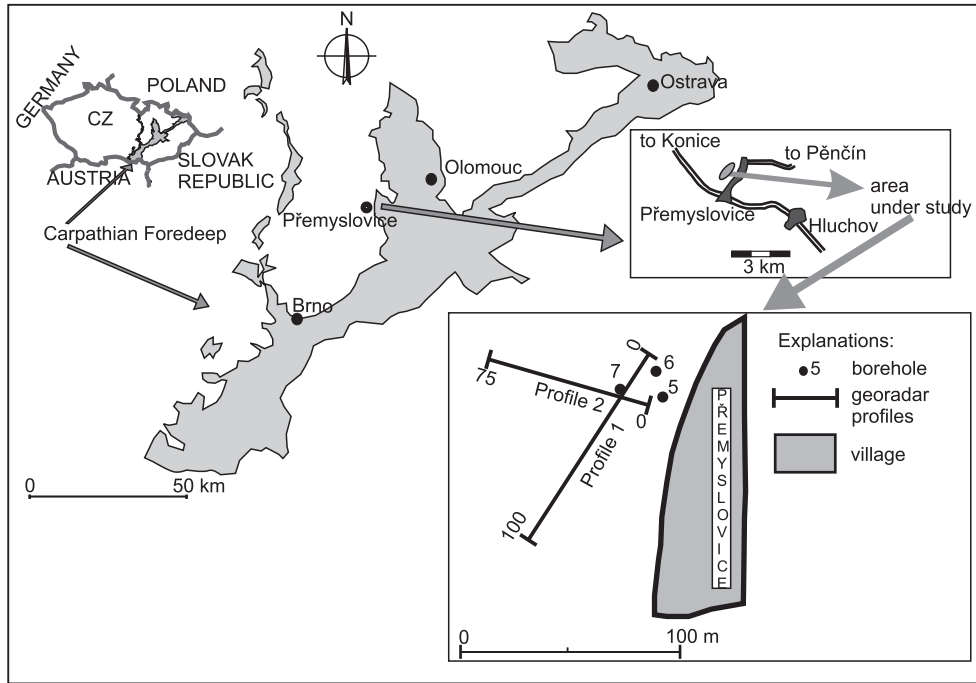 N
GERMANY
POLAND
CZ
SLOVAK
REPUBLIC
AUSTRIA
Carpathian Foredeep
Ostrava
Olomouc
Přemyslovice
Brno
0
50 km
to Konice
to Pěnčín
Přemyslovice
Hluchov
3 km
area
under study
0
6
7
5
75
Profile 2
0
Profile 1
100
PŘEMYSLOVICE
Explanations:
5 borehole
georadar
profiles
village
0
100 m